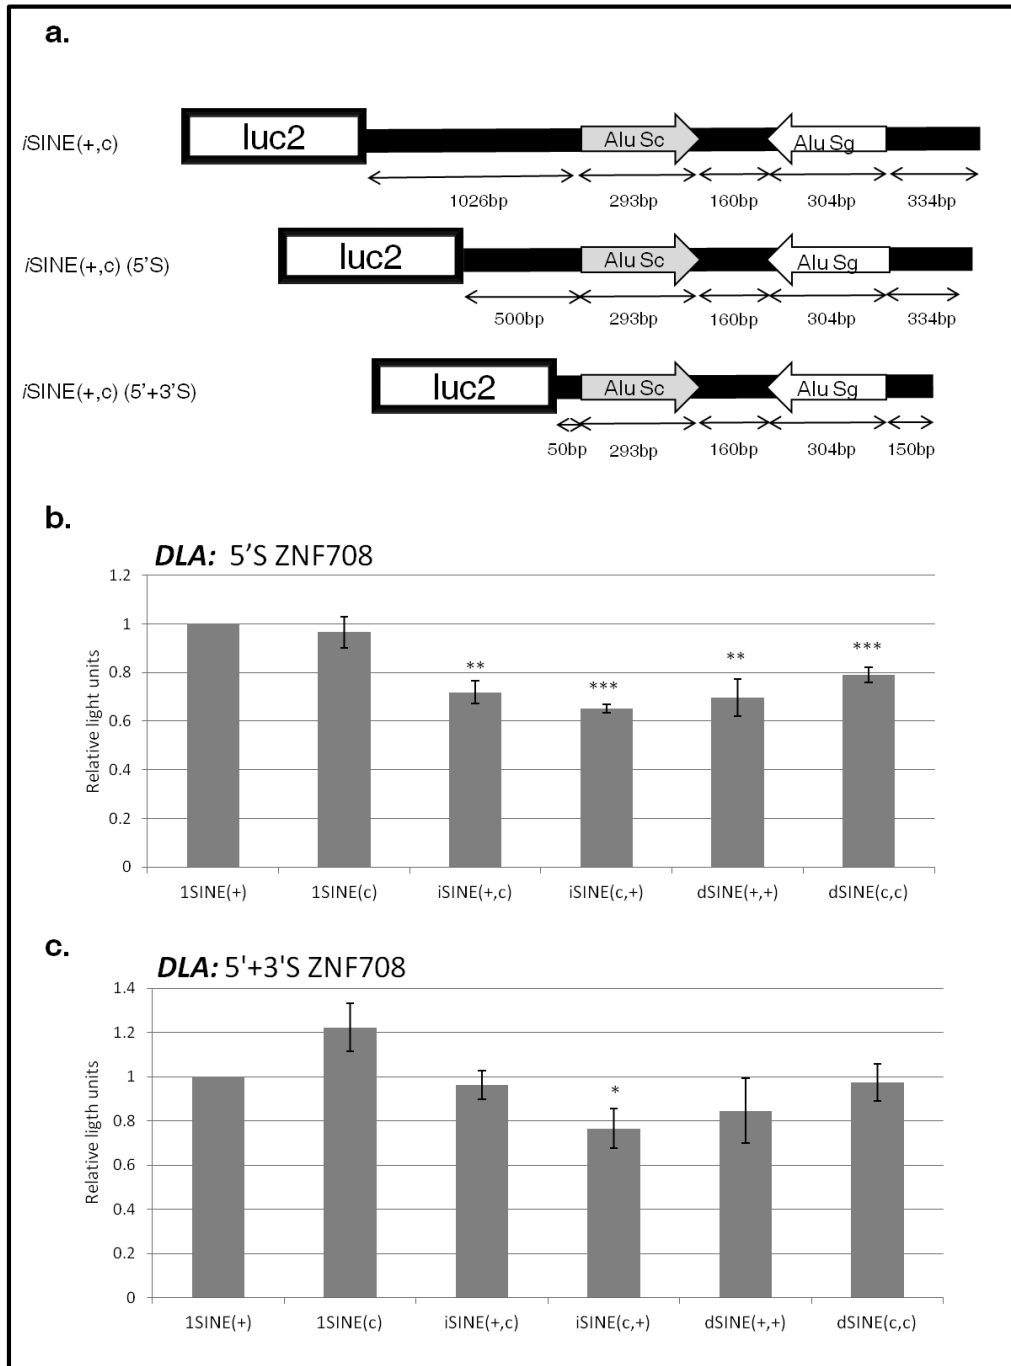 a.
iSINE(+,c)
luc2
Alu Sc
Alu Sg
1026bp
293bp
160bp
304bp
334bp
iSINE(+,c) (5'S)
luc2
Alu Sc
Alu Sg
500bp
293bp
160bp
304bp
334bp
iSINE(+,c) (5'+3'S)
luc2
Alu Sc
Alu Sg
50bp
293bp
160bp
304bp
150bp
b.
DLA: 5'S ZNF708
Relative light units
1.2
1
0.8
0.6
0.4
0.2
0
**
***
**
***
1SINE(+)
1SINE(c)
iSINE(+,c)
iSINE(c,+)
dSINE(+,+)
dSINE(c,c)
c.
DLA: 5'+3'S ZNF708
Relative ligth units
1.4
1.2
1
0.8
0.6
0.4
0.2
0
*
1SINE(+)
1SINE(c)
iSINE(+,c)
iSINE(c,+)
dSINE(+,+)
dSINE(c,c)